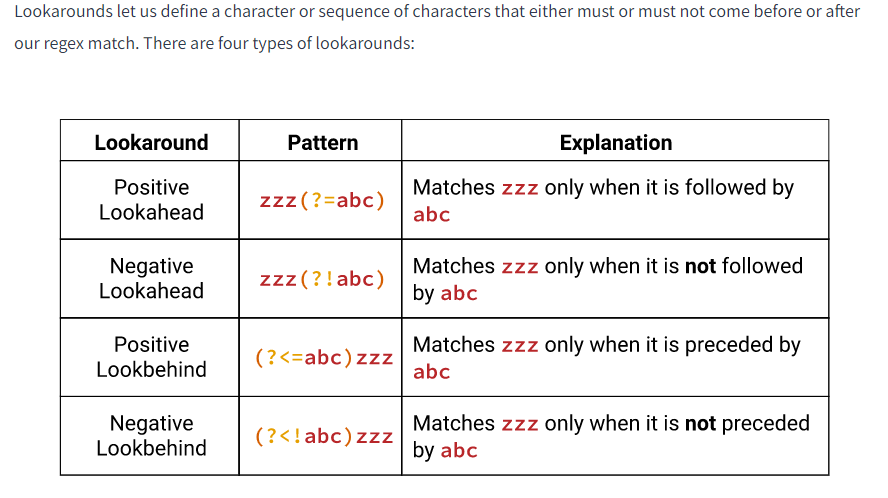 Lookarounds let us define a character or sequence of characters that either must or must not come before or after
our regex match. There are four types of lookarounds:
Lookaround Pattern Explanation
Positive
Lookahead
zzz(?=abc)
Matches zzz only when it is followed by
abc
Negative
Lookahead
zzz(?!abc)
Matches zzz only when it is not followed
by abc
Positive
Lookbehind
(?<=abc)zzz
Matches zzz only when it is preceded by
abc
Negative
Lookbehind
(?<!abc)zzz
Matches zzz only when it is not preceded
by abc